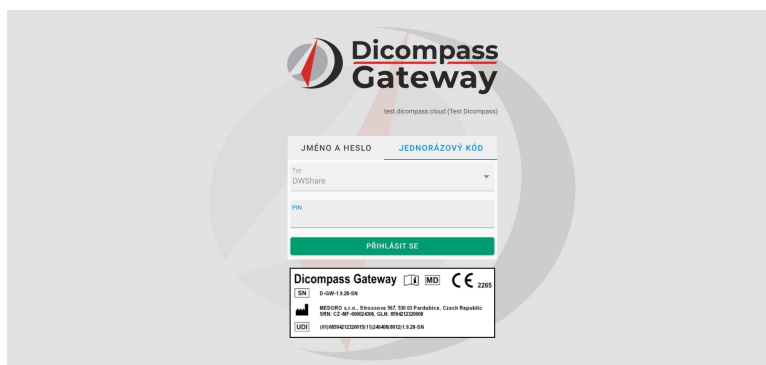 Dicompass
Gateway
test.dicompass.cloud (Test Dicompass)
JMÉNO A HESLO
JEDNORÁZOVÝ KÓD
Typ
DWShare
PIN
PŘIHLÁSIT SE
Dicompass Gateway MD CE 2265
SN D-GW-1.9.28-SN
MEDORO s.r.o., Strossova 567, 530 03 Pardubice, Czech Republic
SRN: CZ-MF-000024306, GLN: 8594212320008
UDI (01)08594212320015(11)240408(8012)1.9.28-SN